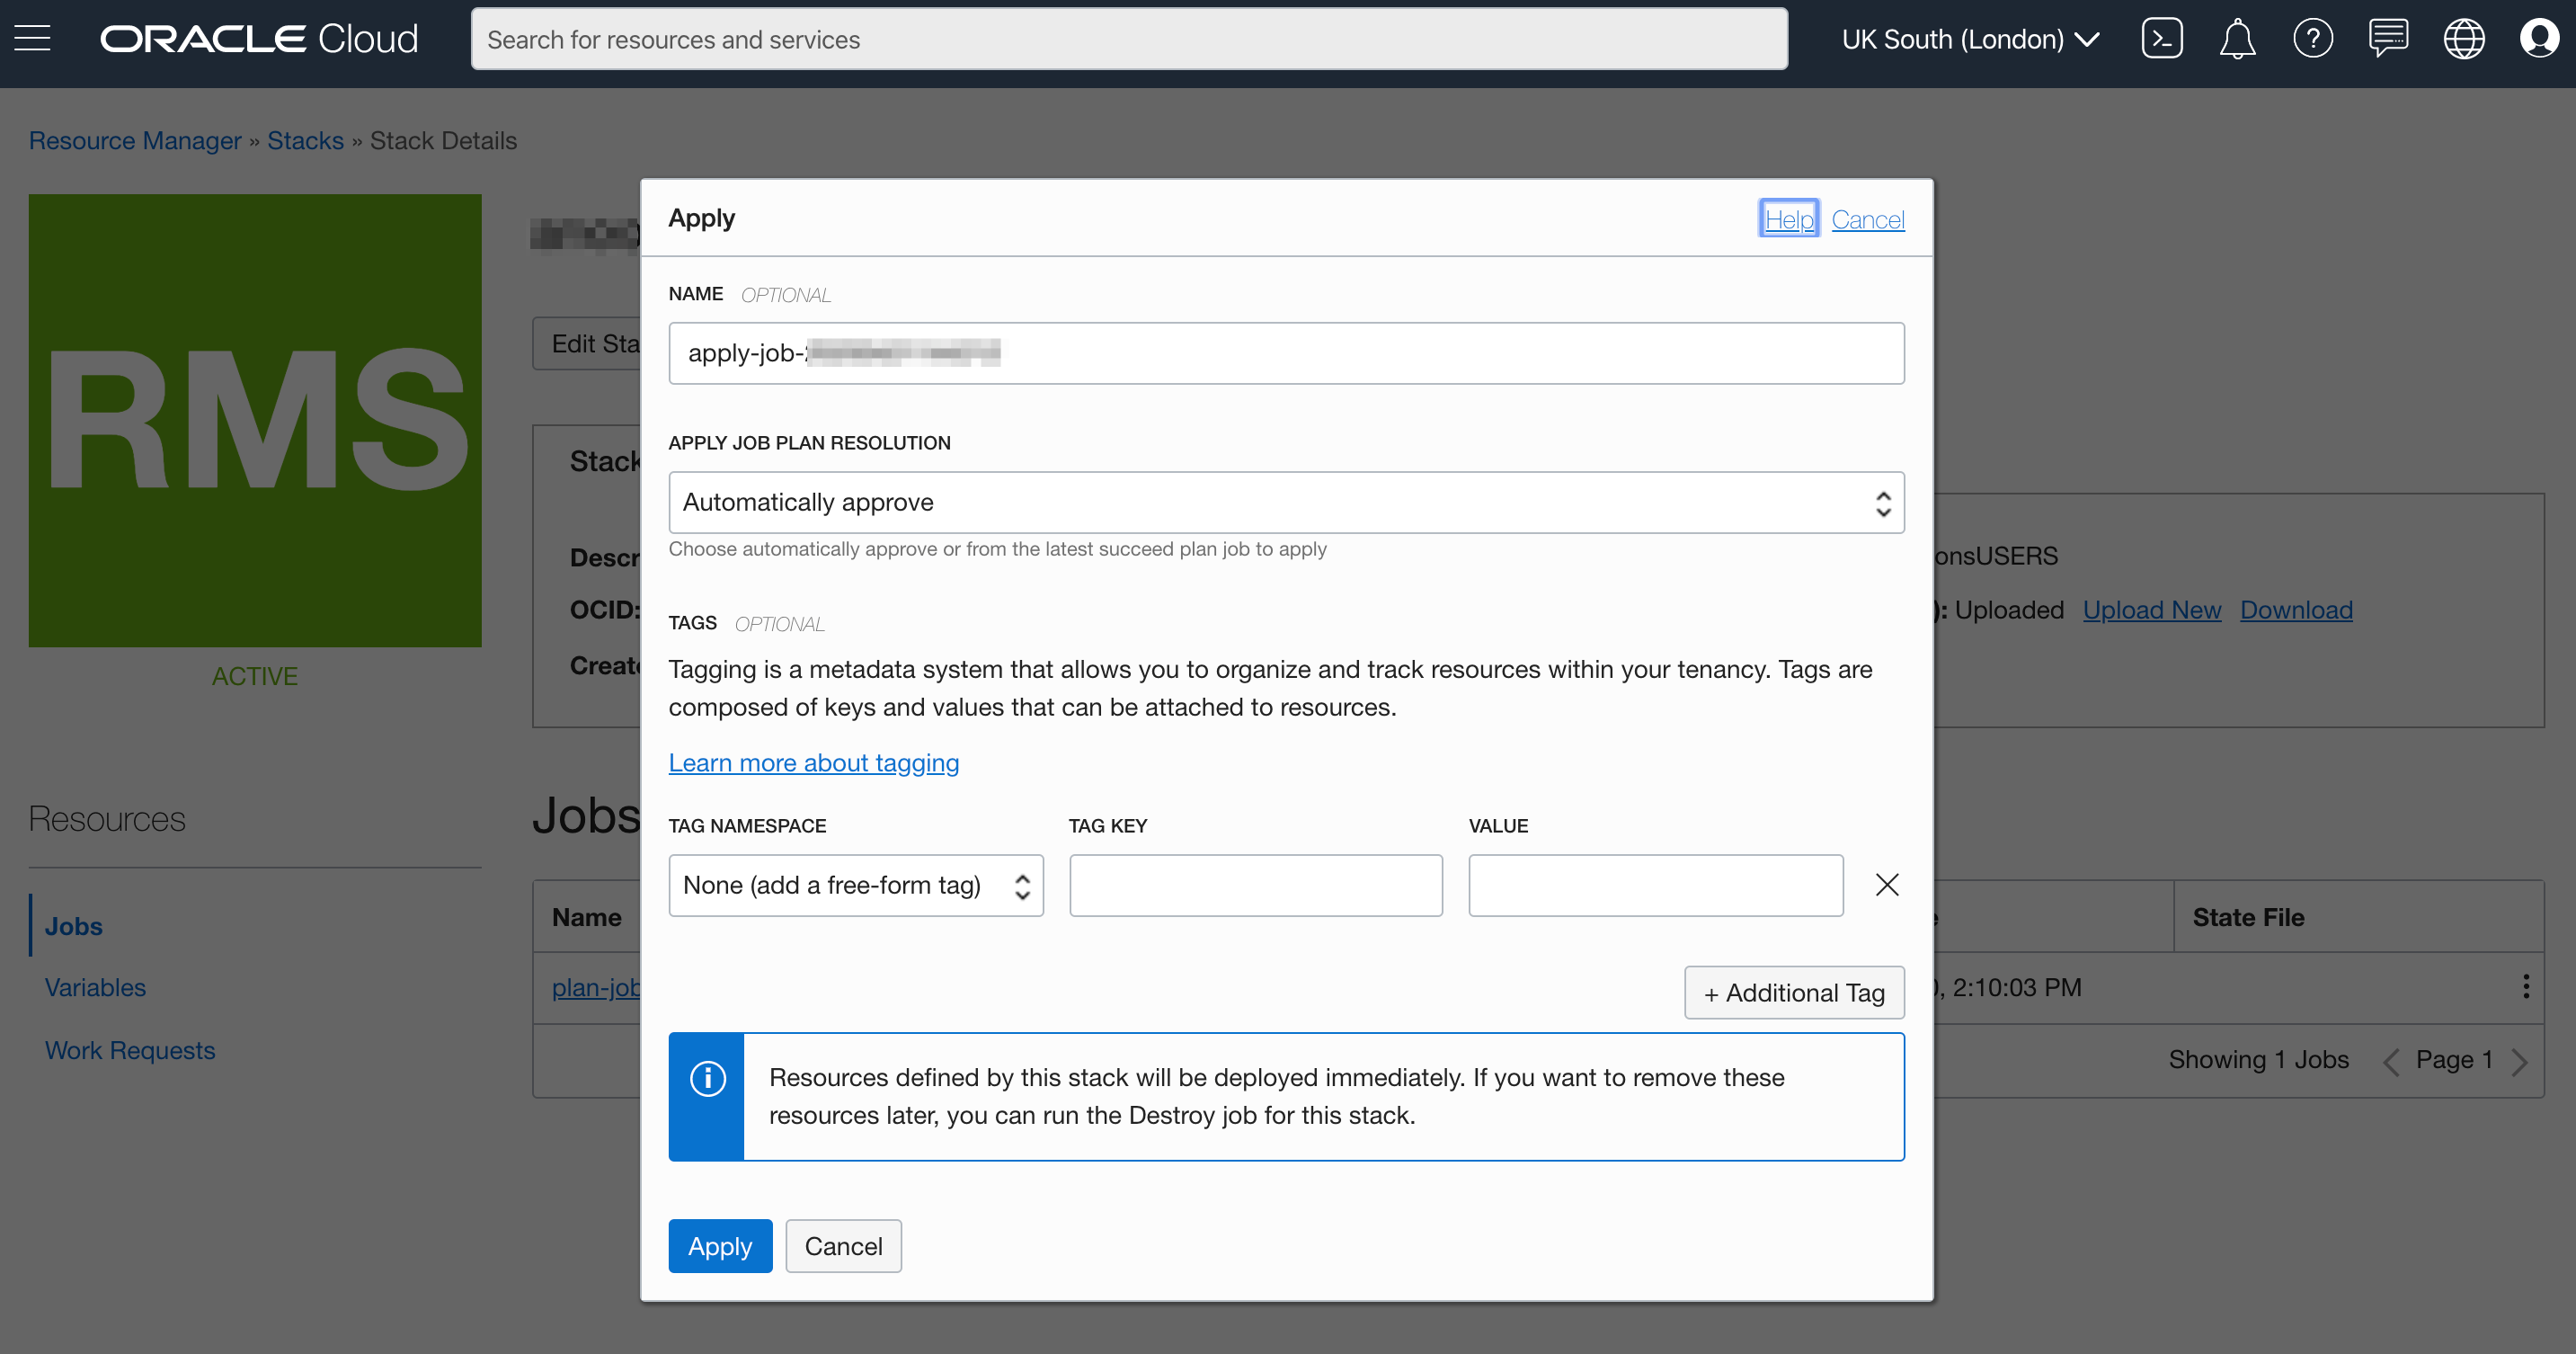 ORACLE Cloud
Search for resources and services
UK South (London)
Resource Manager » Stacks » Stack Details
RMS
ACTIVE
Resources
Jobs
Variables
Work Requests
Edit Sta
Stack
Descr
OCID:
Create
onsUSERS
): Uploaded Upload New Download
Jobs
Name
State File
plan-job
, 2:10:03 PM
Showing 1 Jobs
Page 1
Apply
Help Cancel
NAME OPTIONAL
apply-job-
APPLY JOB PLAN RESOLUTION
Automatically approve
Choose automatically approve or from the latest succeed plan job to apply
TAGS OPTIONAL
Tagging is a metadata system that allows you to organize and track resources within your tenancy. Tags are
composed of keys and values that can be attached to resources.
Learn more about tagging
TAG NAMESPACE TAG KEY VALUE
None (add a free-form tag)
+ Additional Tag
Resources defined by this stack will be deployed immediately. If you want to remove these
resources later, you can run the Destroy job for this stack.
Apply Cancel